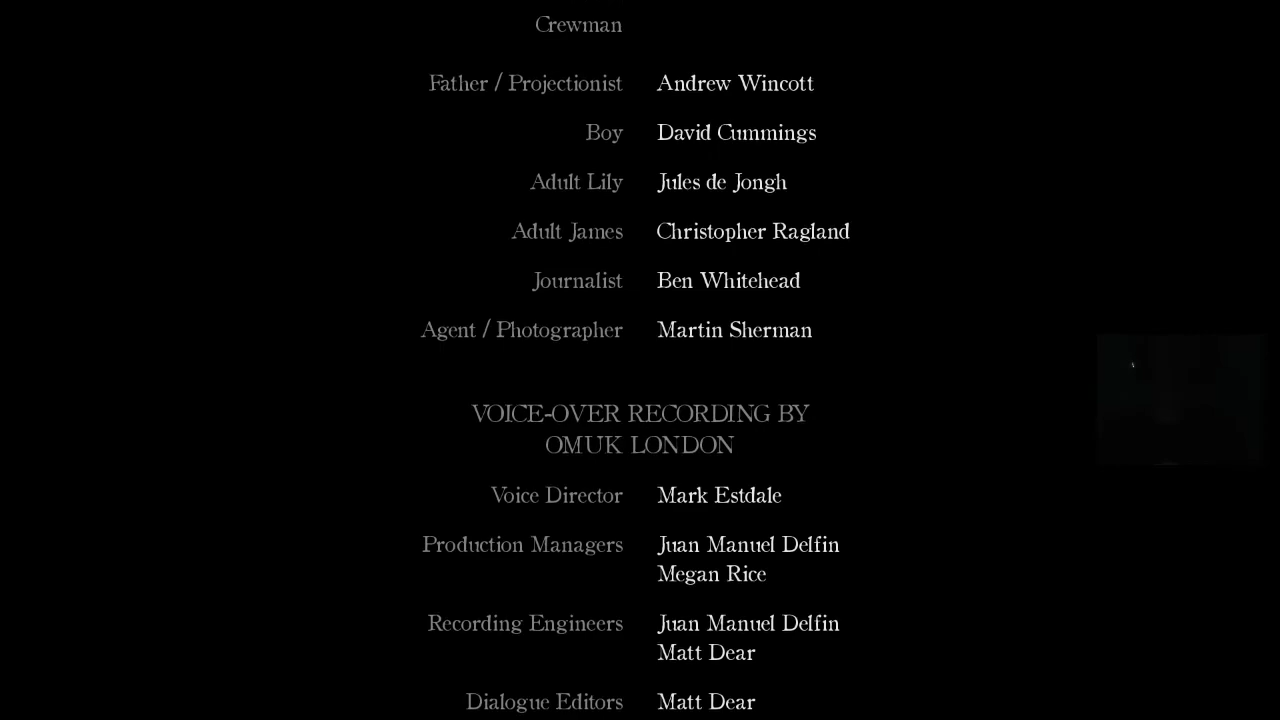 Crewman
Father / Projectionist Andrew Wincott
Boy David Cummings
Adult Lily Jules de Jongh
Adult James Christopher Ragland
Journalist Ben Whitehead
Agent / Photographer Martin Sherman
VOICE-OVER RECORDING BY
OMUK LONDON
Voice Director Mark Estdale
Production Managers Juan Manuel Delfin
Megan Rice
Recording Engineers Juan Manuel Delfin
Matt Dear
Dialogue Editors Matt Dear